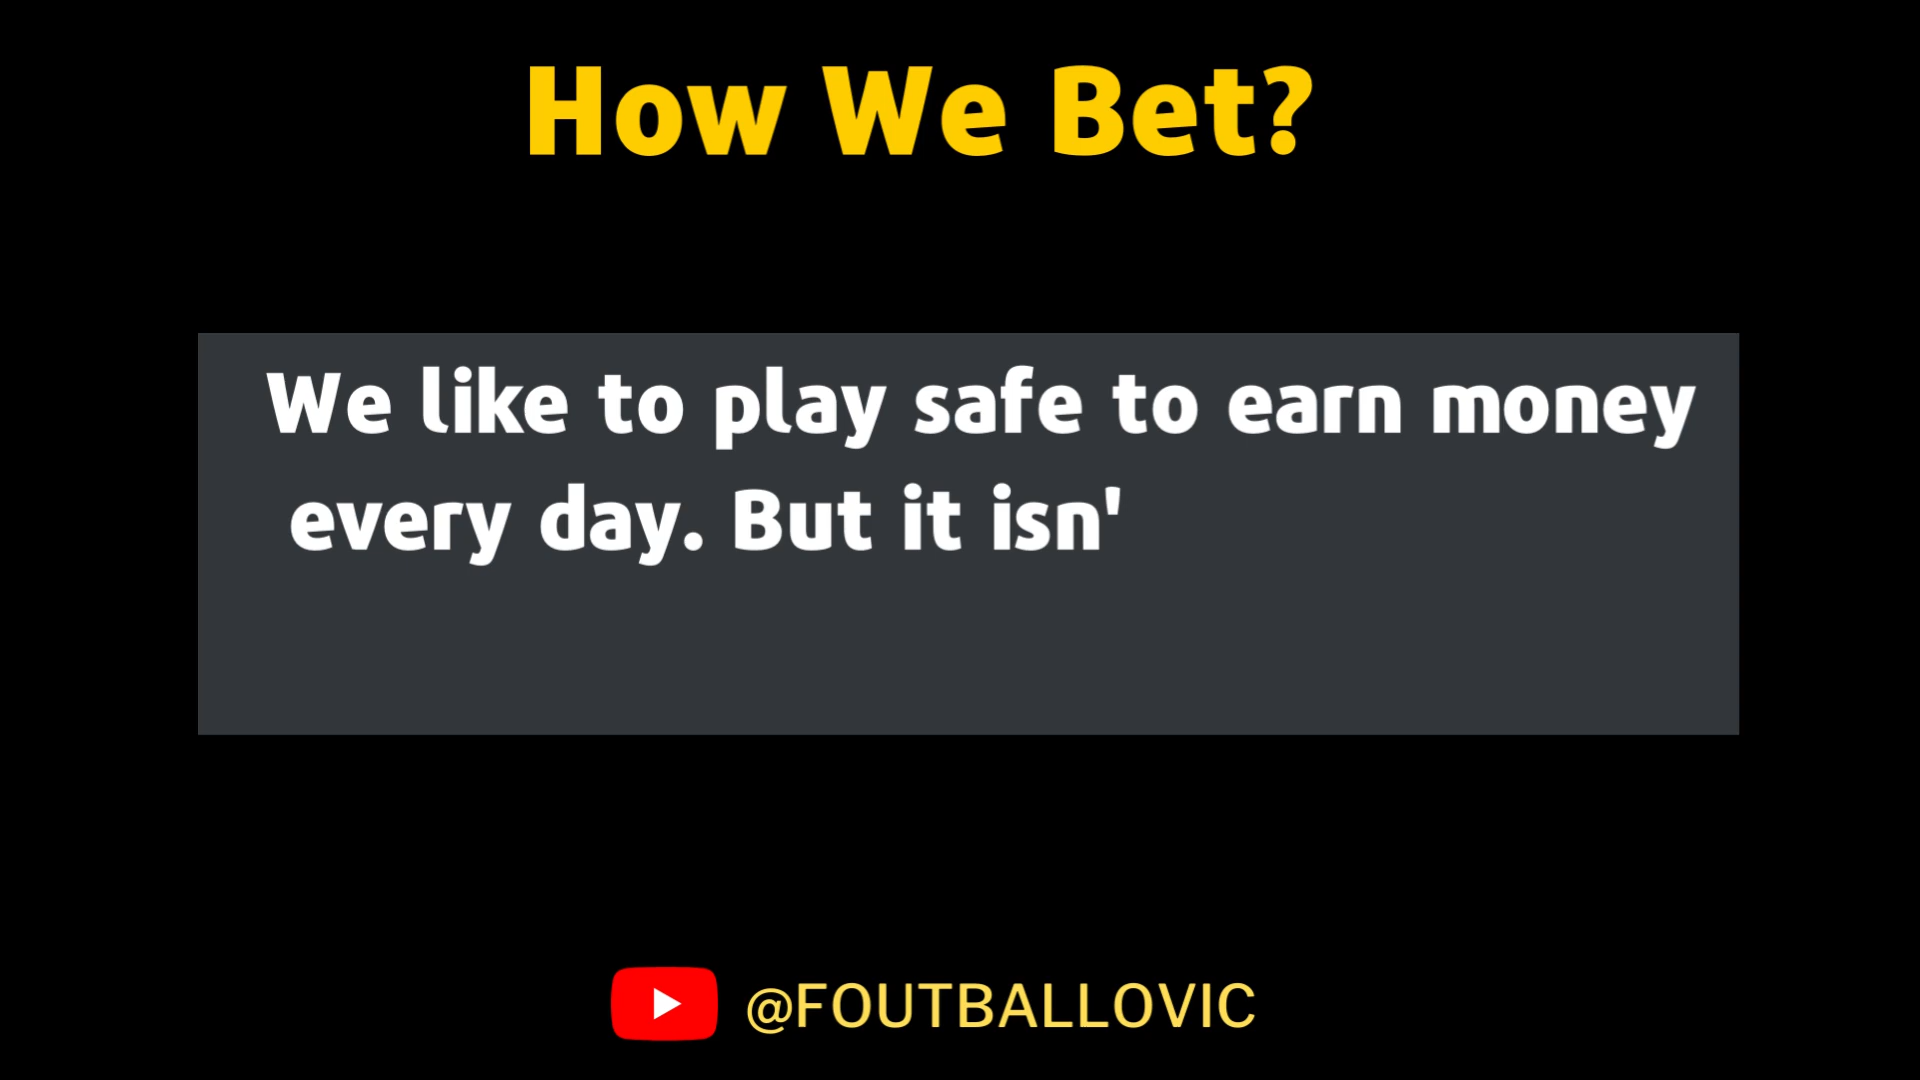 How We Bet?
We like to play safe to earn money
every day. But it isn'
@FOUTBALLOVIC